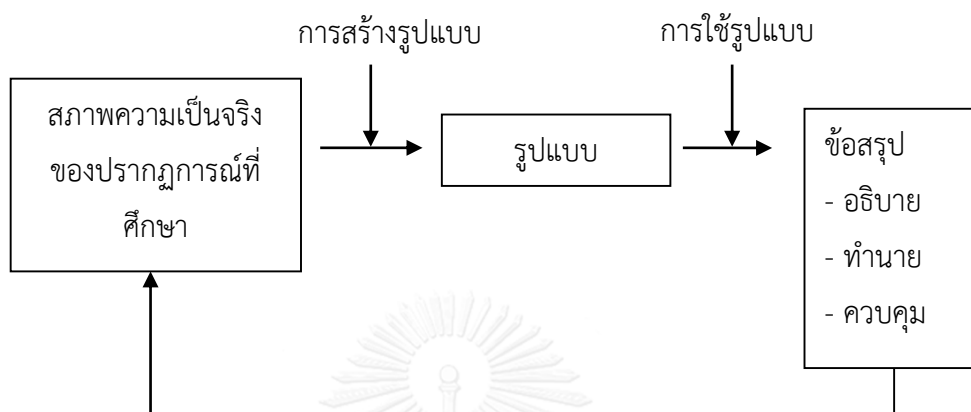 การสร้างรูปแบบ
การใช้รูปแบบ
สภาพความเป็นจริง
ของปรากฏการณ์ที่
ศึกษา
รูปแบบ
ข้อสรุป
- อธิบาย
- ทำนาย
- ควบคุม